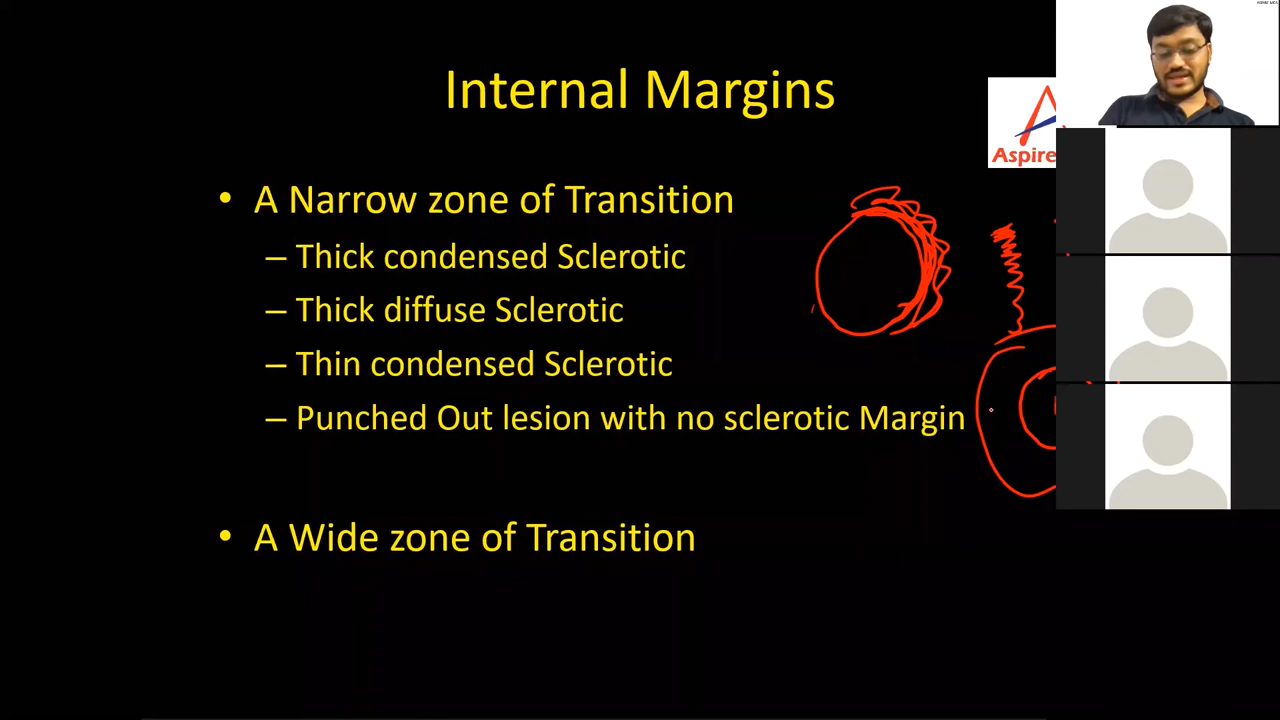 Internal Margins
Aspire
• A Narrow zone of Transition
– Thick condensed Sclerotic
– Thick diffuse Sclerotic
– Thin condensed Sclerotic
– Punched Out lesion with no sclerotic Margin
• A Wide zone of Transition